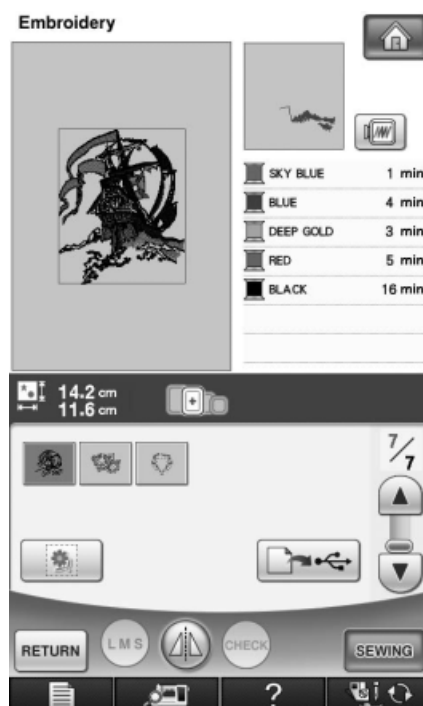 Embroidery
SKY BLUE 1 min
BLUE 4 min
DEEP GOLD 3 min
RED 5 min
BLACK 16 min
14.2 cm
11.6 cm
7/7
L M S
CHECK
RETURN
SEWING
?